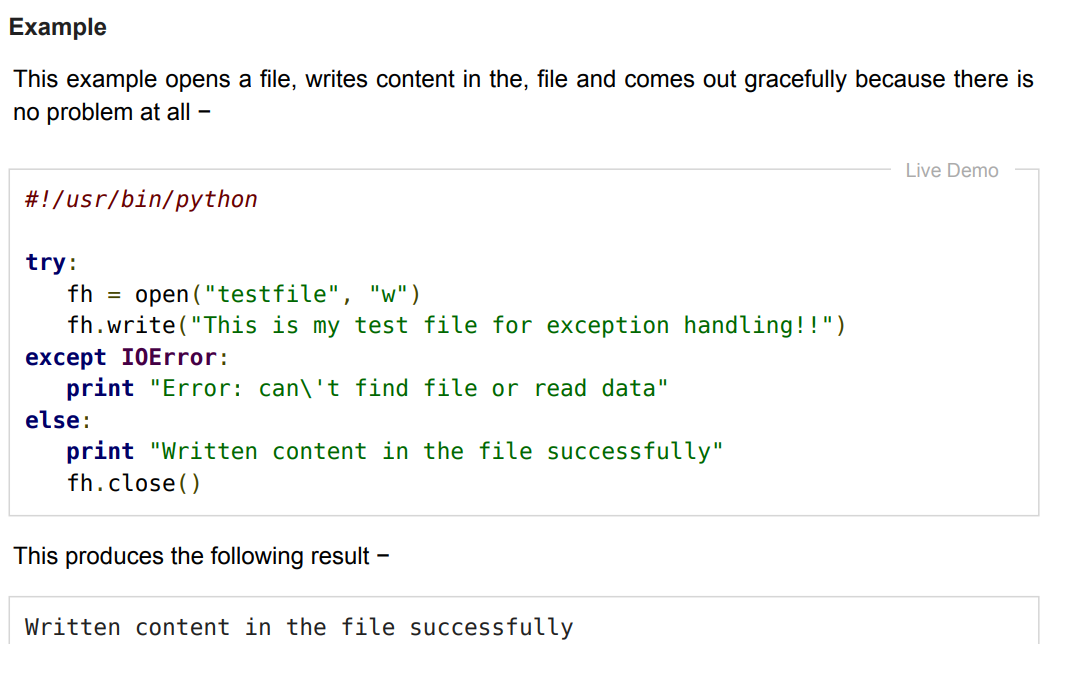 Example
This example opens a file, writes content in the, file and comes out gracefully because there is
no problem at all −
Live Demo
#!/usr/bin/python
try:
   fh = open("testfile", "w")
   fh.write("This is my test file for exception handling!!")
except IOError:
   print "Error: can\'t find file or read data"
else:
   print "Written content in the file successfully"
   fh.close()
This produces the following result −
Written content in the file successfully